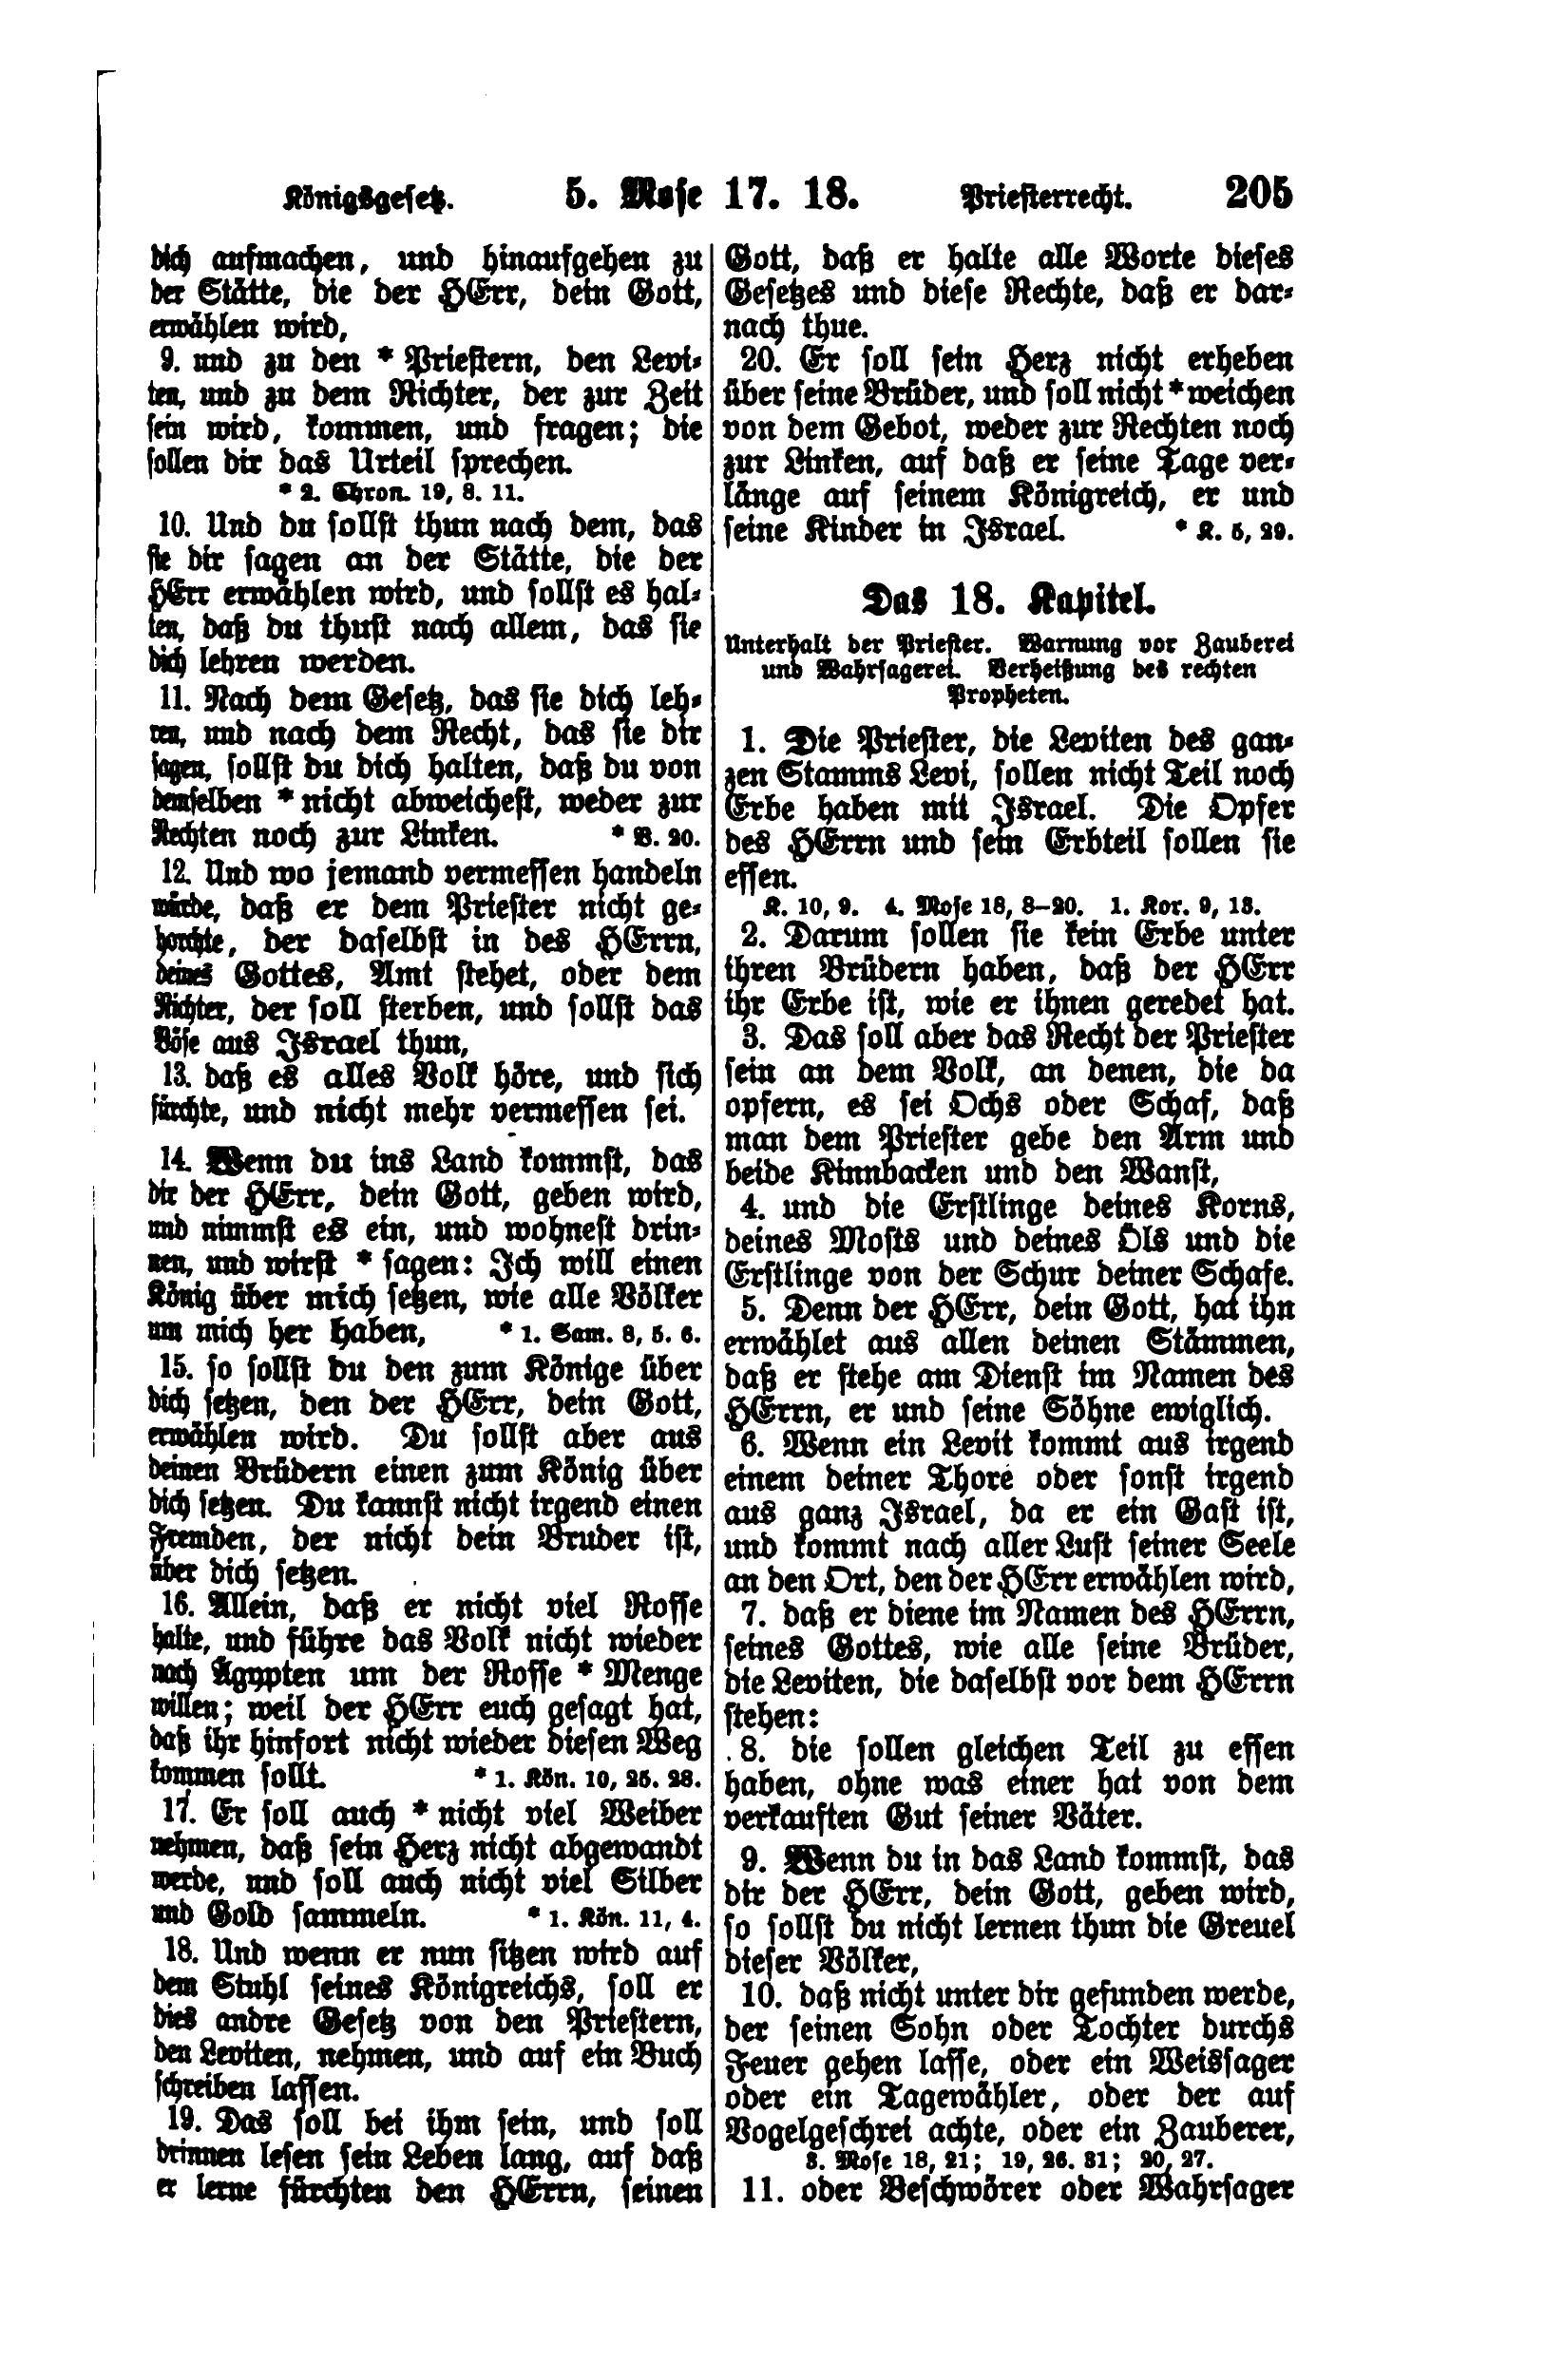 Königsgesetz. 5. Mose 17. 18. Priesterrecht. 205
dich aufmachen, und hinaufgehen zu
der Stätte, die der HErr, dein Gott,
erwählen wird,
9. und zu den * Priestern, den Levi-
ten, und zu dem Richter, der zur Zeit
sein wird, kommen, und fragen; die
sollen dir das Urteil sprechen.
* 2. Chron. 19, 8. 11.
10. Und du sollst thun nach dem, das
sie dir sagen an der Stätte, die der
HErr erwählen wird, und sollst es hal-
ten, daß du thust nach allem, das sie
dich lehren werden.
11. Nach dem Gesetz, das sie dich leh-
ren, und nach dem Recht, das sie dir
sagen, sollst du dich halten, daß du von
demselben * nicht abweichest, weder zur
Rechten noch zur Linken. * V. 20.
12. Und wo jemand vermessen handeln
würde, daß er dem Priester nicht ge-
horchte, der daselbst in des HErrn,
deines Gottes, Amt stehet, oder dem
Richter, der soll sterben, und sollst das
Böse aus Israel thun,
13. daß es alles Volk höre, und sich
fürchte, und nicht mehr vermessen sei.
14. Wenn du ins Land kommst, das
dir der HErr, dein Gott, geben wird,
und nimmst es ein, und wohnest drin-
nen, und wirst * sagen: Ich will einen
König über mich setzen, wie alle Völker
um mich her haben, * 1. Sam. 8, 5. 6.
15. so sollst du den zum Könige über
dich setzen, den der HErr, dein Gott,
erwählen wird. Du sollst aber aus
deinen Brüdern einen zum König über
dich setzen. Du kannst nicht irgend einen
Fremden, der nicht dein Bruder ist,
über dich setzen.
16. Allein, daß er nicht viel Rosse
halte, und führe das Volk nicht wieder
nach Ägypten um der Rosse * Menge
willen; weil der HErr euch gesagt hat,
daß ihr hinfort nicht wieder diesen Weg
kommen sollt. * 1. Kön. 10, 25. 28.
17. Er soll auch * nicht viel Weiber
nehmen, daß sein Herz nicht abgewandt
werde, und soll auch nicht viel Silber
und Gold sammeln. * 1. Kön. 11, 4.
18. Und wenn er nun sitzen wird auf
dem Stuhl seines Königreichs, soll er
dies andre Gesetz von den Priestern,
den Leviten, nehmen, und auf ein Buch
schreiben lassen.
19. Das soll bei ihm sein, und soll
drinnen lesen sein Leben lang, auf daß
er lerne fürchten den HErrn, seinen
Gott, daß er halte alle Worte dieses
Gesetzes und diese Rechte, daß er dar-
nach thue.
20. Er soll sein Herz nicht erheben
über seine Brüder, und soll nicht * weichen
von dem Gebot, weder zur Rechten noch
zur Linken, auf daß er seine Tage ver-
länge auf seinem Königreich, er und
seine Kinder in Israel. * K. 5, 29.
Das 18. Kapitel.
Unterhalt der Priester. Warnung vor Zauberei
und Wahrsagerei. Verheißung des rechten
Propheten.
1. Die Priester, die Leviten des gan-
zen Stamms Levi, sollen nicht Teil noch
Erbe haben mit Israel. Die Opfer
des HErrn und sein Erbteil sollen sie
essen.
K. 10, 9. 4. Mose 18, 8–20. 1. Kor. 9, 13.
2. Darum sollen sie kein Erbe unter
ihren Brüdern haben, daß der HErr
ihr Erbe ist, wie er ihnen geredet hat.
3. Das soll aber das Recht der Priester
sein an dem Volk, an denen, die da
opfern, es sei Ochs oder Schaf, daß
man dem Priester gebe den Arm und
beide Kinnbacken und den Wanst,
4. und die Erstlinge deines Korns,
deines Mosts und deines Öls und die
Erstlinge von der Schur deiner Schafe.
5. Denn der HErr, dein Gott, hat ihn
erwählet aus allen deinen Stämmen,
daß er stehe am Dienst im Namen des
HErrn, er und seine Söhne ewiglich.
6. Wenn ein Levit kommt aus irgend
einem deiner Thore oder sonst irgend
aus ganz Israel, da er ein Gast ist,
und kommt nach aller Lust seiner Seele
an den Ort, den der HErr erwählen wird,
7. daß er diene im Namen des HErrn,
seines Gottes, wie alle seine Brüder,
die Leviten, die daselbst vor dem HErrn
stehen:
8. die sollen gleichen Teil zu essen
haben, ohne was einer hat von dem
verkauften Gut seiner Väter.
9. Wenn du in das Land kommst, das
dir der HErr, dein Gott, geben wird,
so sollst du nicht lernen thun die Greuel
dieser Völker,
10. daß nicht unter dir gefunden werde,
der seinen Sohn oder Tochter durchs
Feuer gehen lasse, oder ein Weissager
oder ein Tagewähler, oder der auf
Vogelgeschrei achte, oder ein Zauberer,
3. Mose 18, 21; 19, 26. 31; 20, 27.
11. oder Beschwörer oder Wahrsager